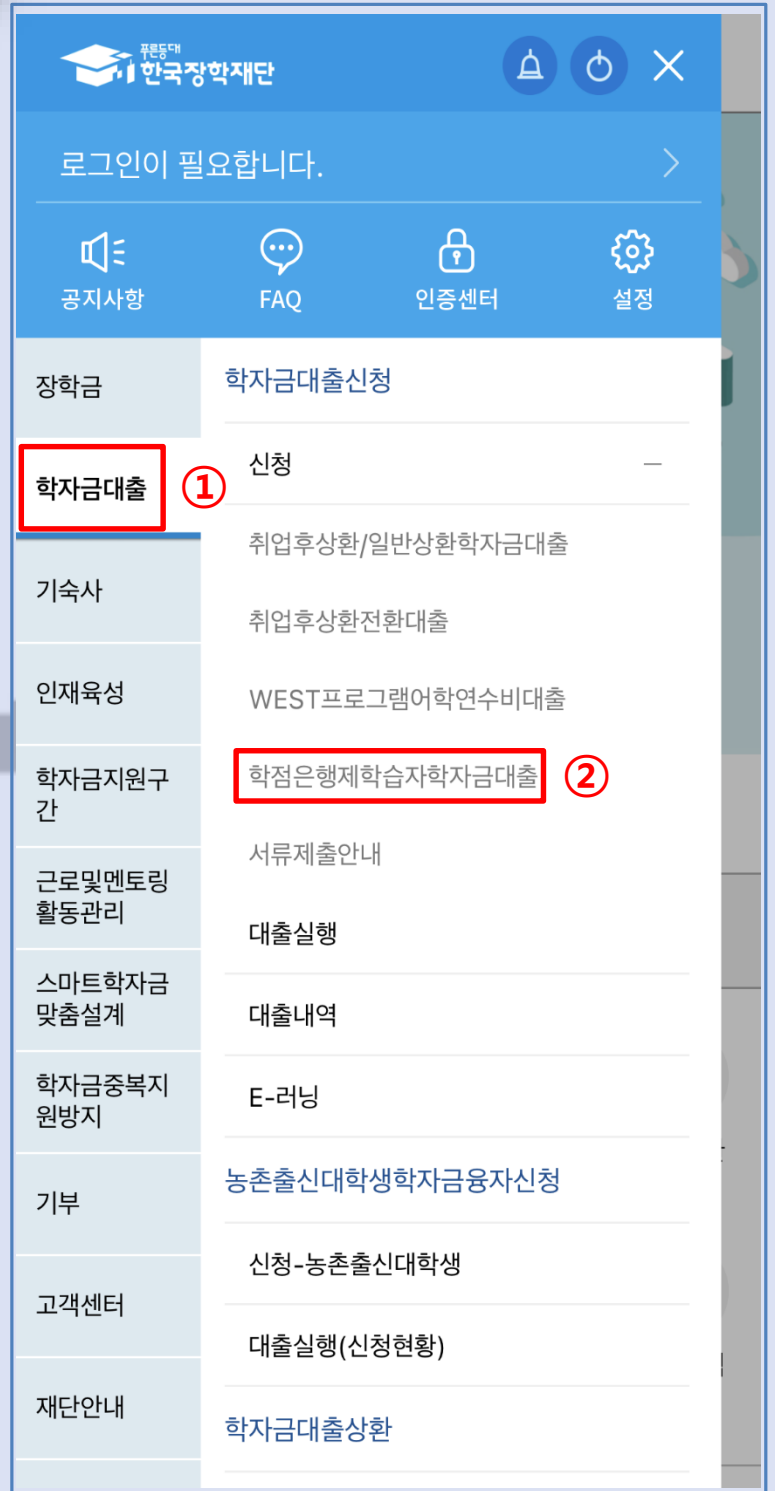 푸른등대
한국장학재단
로그인이 필요합니다.
공지사항
FAQ
인증센터
설정
장학금
학자금대출
①
기숙사
인재육성
학자금지원구
간
근로및멘토링
활동관리
스마트학자금
맞춤설계
학자금중복지
원방지
기부
고객센터
재단안내
학자금대출신청
신청
취업후상환/일반상환학자금대출
취업후상환전환대출
WEST프로그램어학연수비대출
학점은행제학습자학자금대출
②
서류제출안내
대출실행
대출내역
E-러닝
농촌출신대학생학자금융자신청
신청-농촌출신대학생
대출실행(신청현황)
학자금대출상환